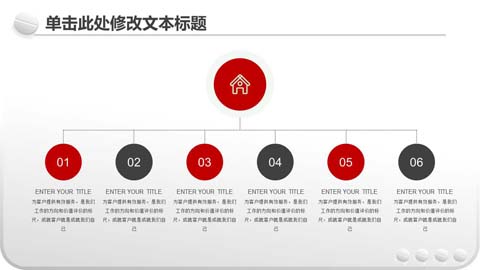 单击此处修改文本标题
01 02 03 04 05 06
ENTER YOUR TITLE ENTER YOUR TITLE ENTER YOUR TITLE ENTER YOUR TITLE ENTER YOUR TITLE ENTER YOUR TITLE
为客户提供有效服务，是我们
工作的方向和价值评价的标
尺，成就客户就是成就我们自
己
为客户提供有效服务，是我们
工作的方向和价值评价的标
尺，成就客户就是成就我们自
己
为客户提供有效服务，是我们
工作的方向和价值评价的标
尺，成就客户就是成就我们自
己
为客户提供有效服务，是我们
工作的方向和价值评价的标
尺，成就客户就是成就我们自
己
为客户提供有效服务，是我们
工作的方向和价值评价的标
尺，成就客户就是成就我们自
己
为客户提供有效服务，是我们
工作的方向和价值评价的标
尺，成就客户就是成就我们自
己